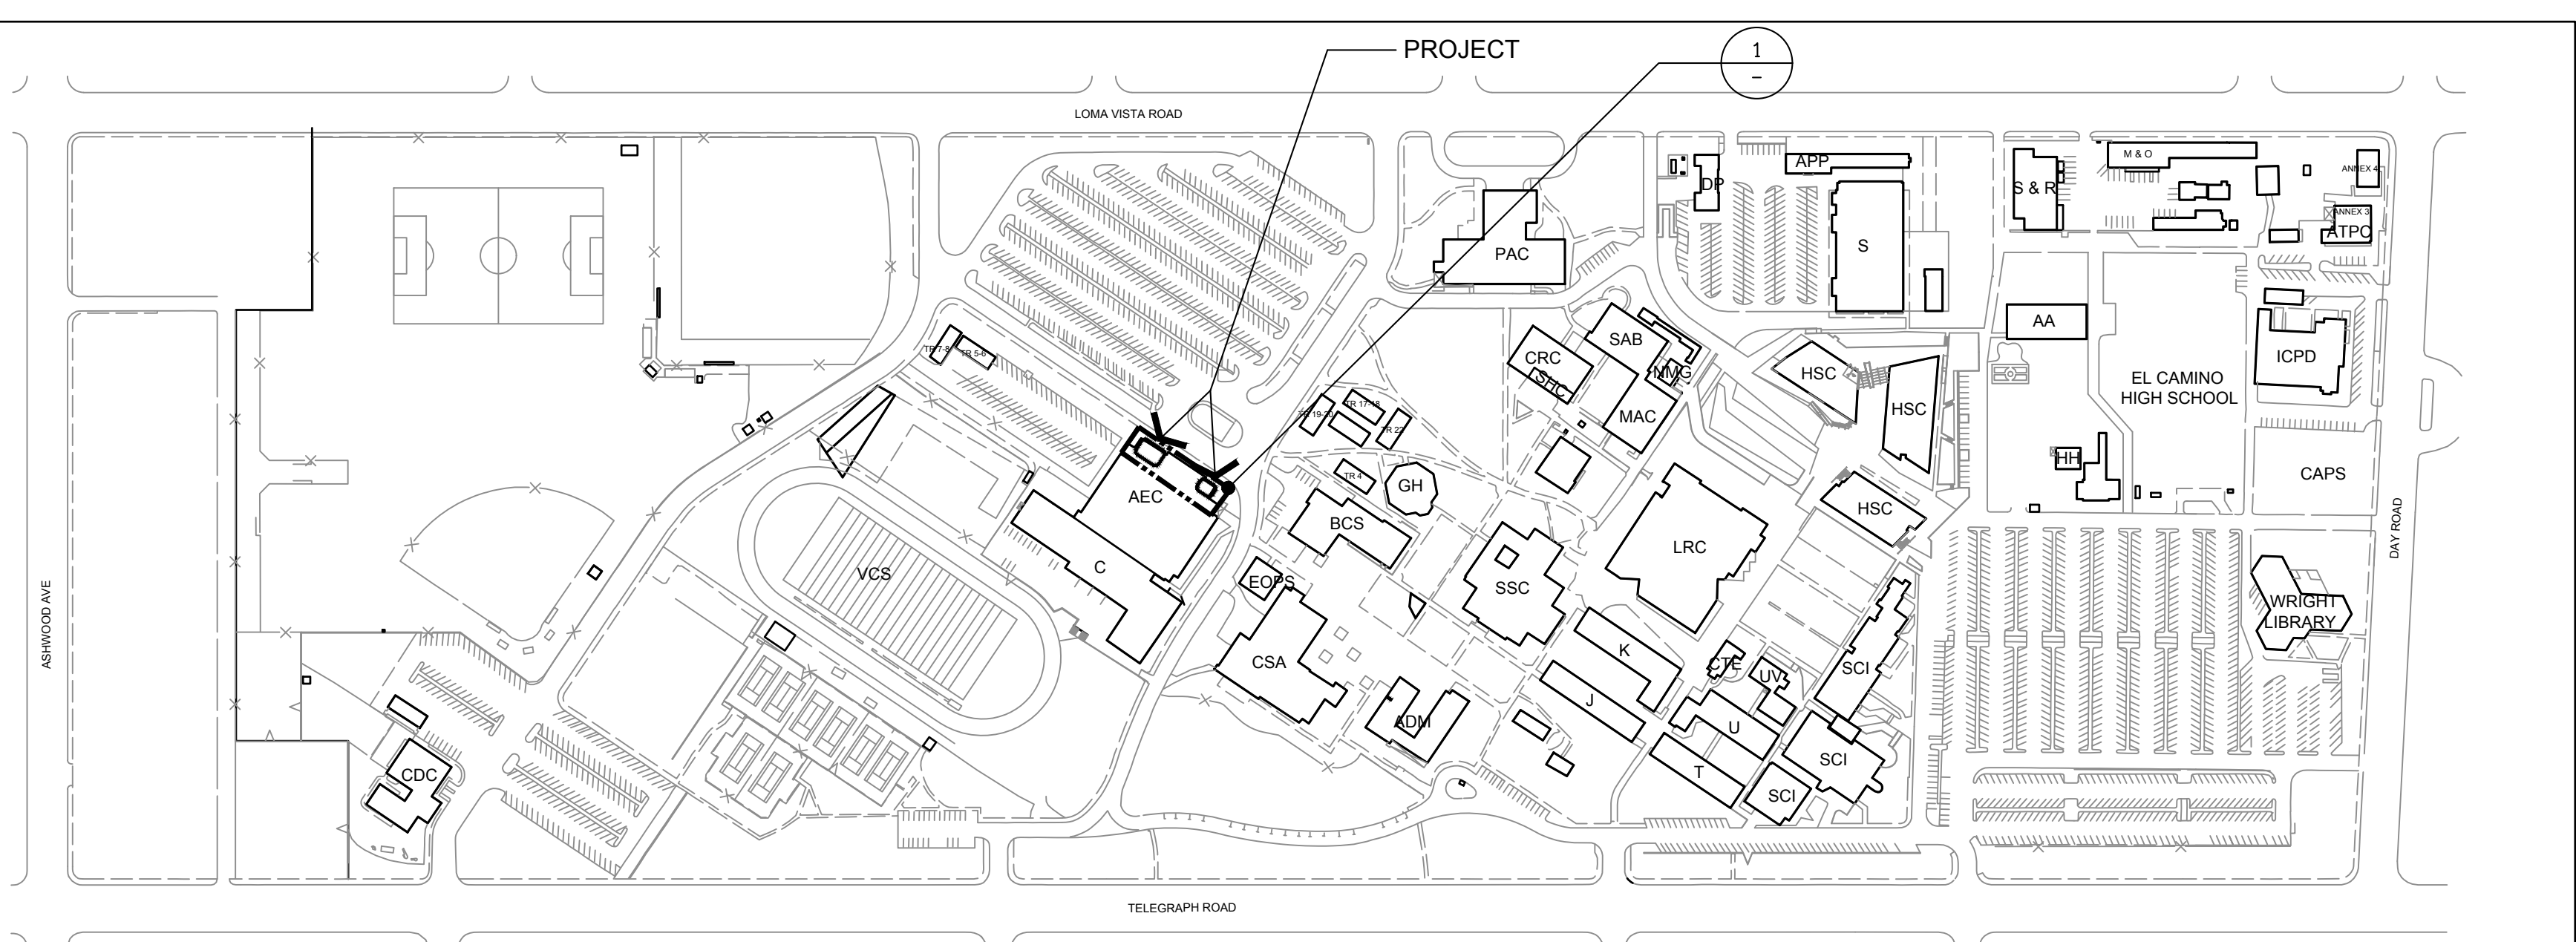 PROJECT
1
–
LOMA VISTA ROAD
M & O
APP
DP
S & R
ANNEX 4
ANNEX 3
ATPC
S
PAC
AA
SAB
CRC
SHC
NMG
HSC
HSC
ICPD
EL CAMINO
HIGH SCHOOL
TR 7-8
TR 5-6
TR 17-18
TR 19-20
TR 22
MAC
HH
CAPS
TR 4
GH
AEC
BCS
HSC
LRC
DAY ROAD
C
VCS
EOPS
SSC
WRIGHT
LIBRARY
ASHWOOD AVE
CSA
K
CTE
UV
SCI
J
ADM
U
SCI
T
CDC
SCI
TELEGRAPH ROAD